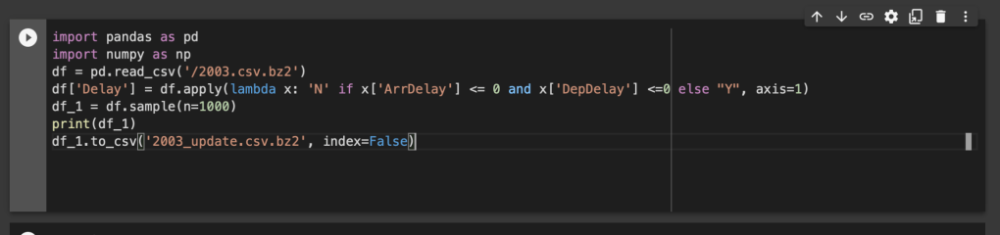 import pandas as pd
import numpy as np
df = pd.read_csv('/2003.csv.bz2')
df['Delay'] = df.apply(lambda x: 'N' if x['ArrDelay'] <= 0 and x['DepDelay'] <=0 else "Y", axis=1)
df_1 = df.sample(n=1000)
print(df_1)
df_1.to_csv('2003_update.csv.bz2', index=False)